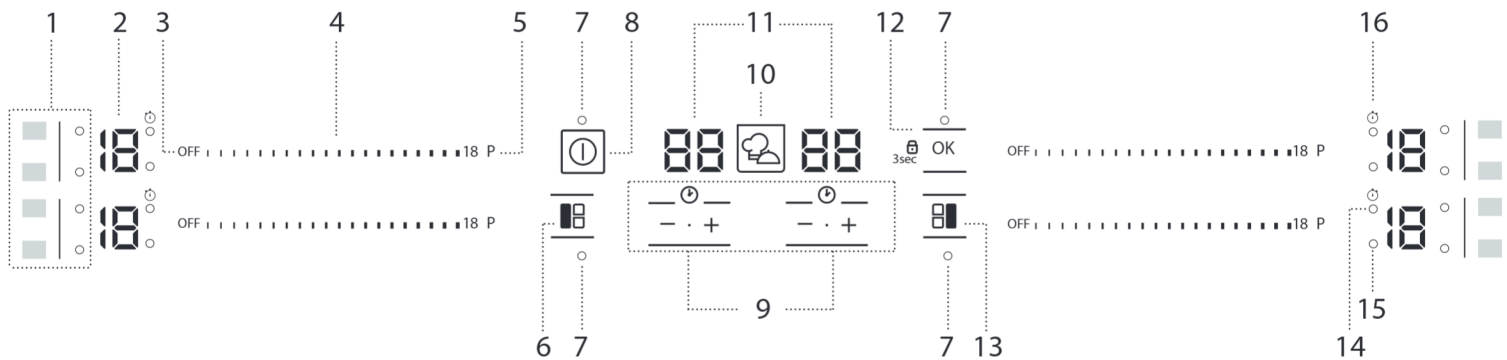 1 2 3 4 5 7 8 11 12 7 16
10
18 OFF 18 P 88 88 OK OFF 18 P 18
3sec
18 OFF 18 P - · + - · + OFF 18 P 18
9 15
6 7 7 13 14